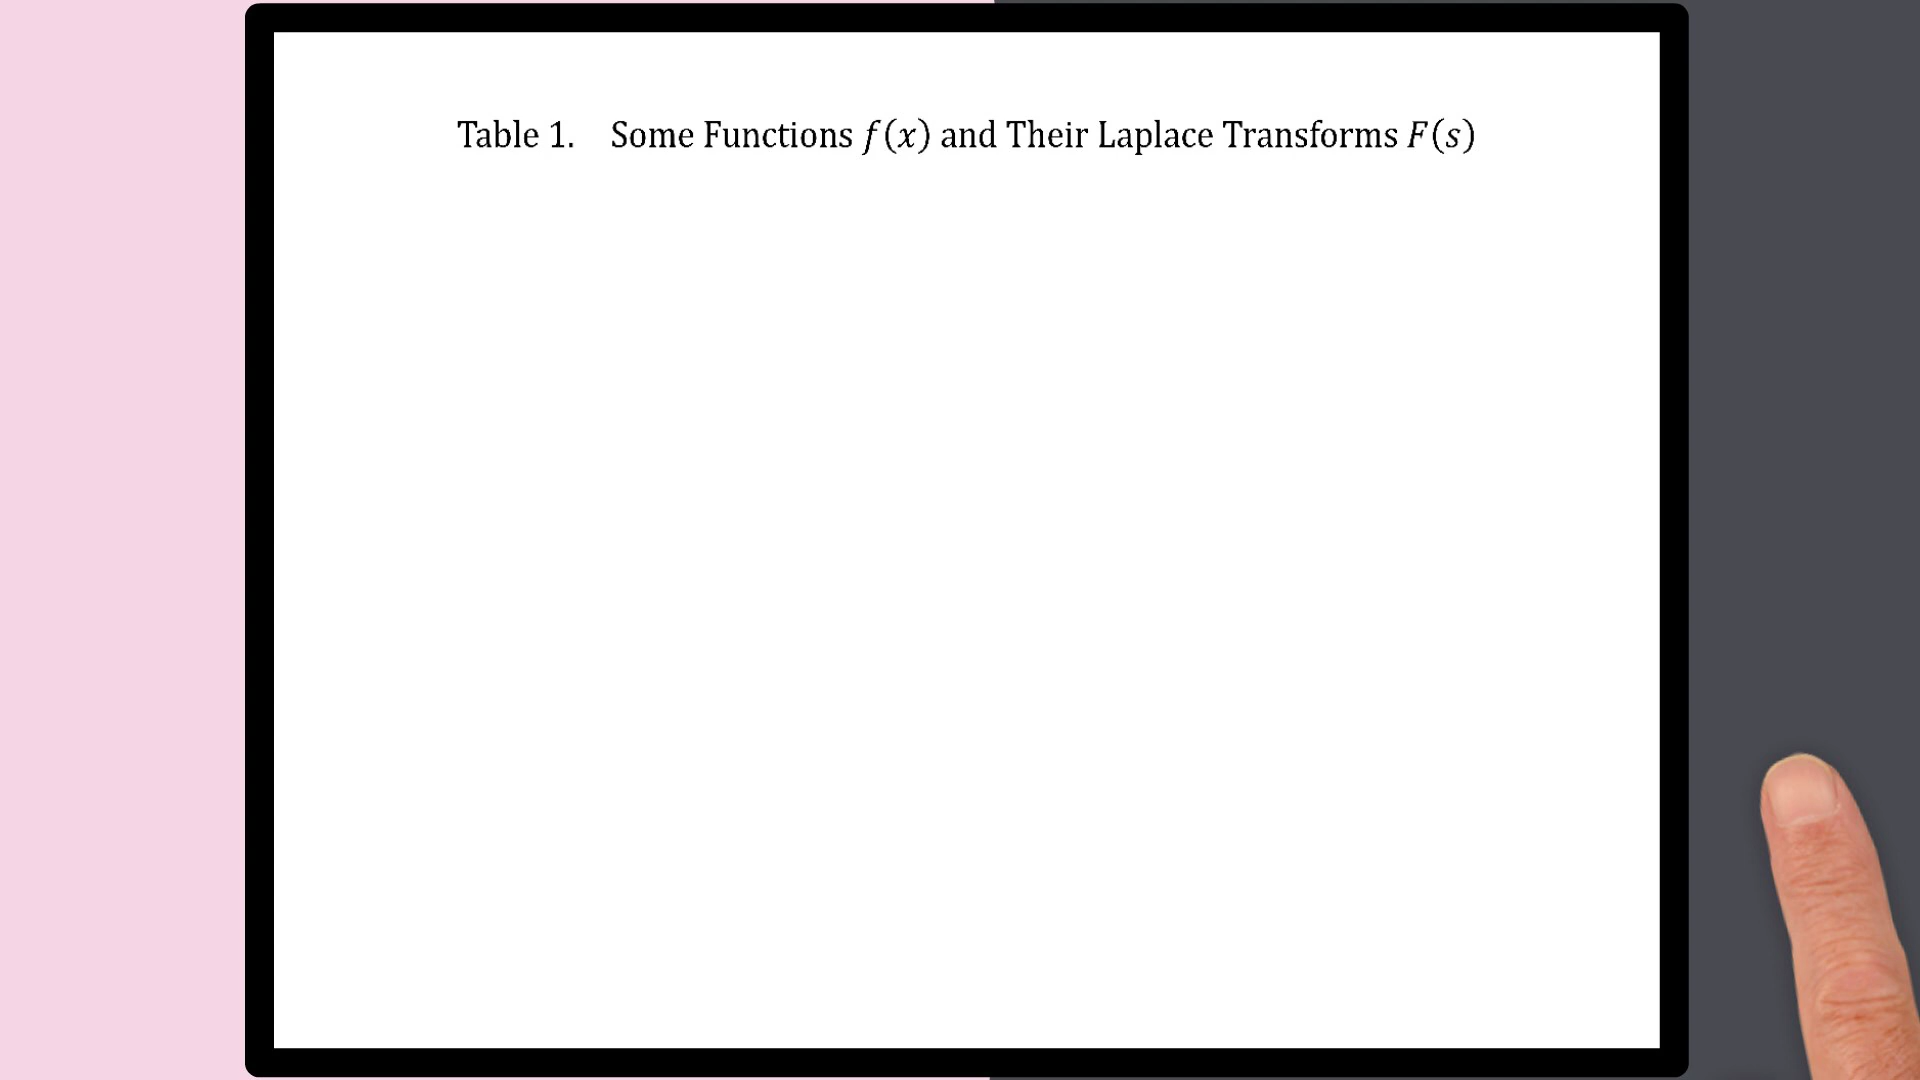 Table 1. Some Functions f(x) and Their Laplace Transforms F(s)